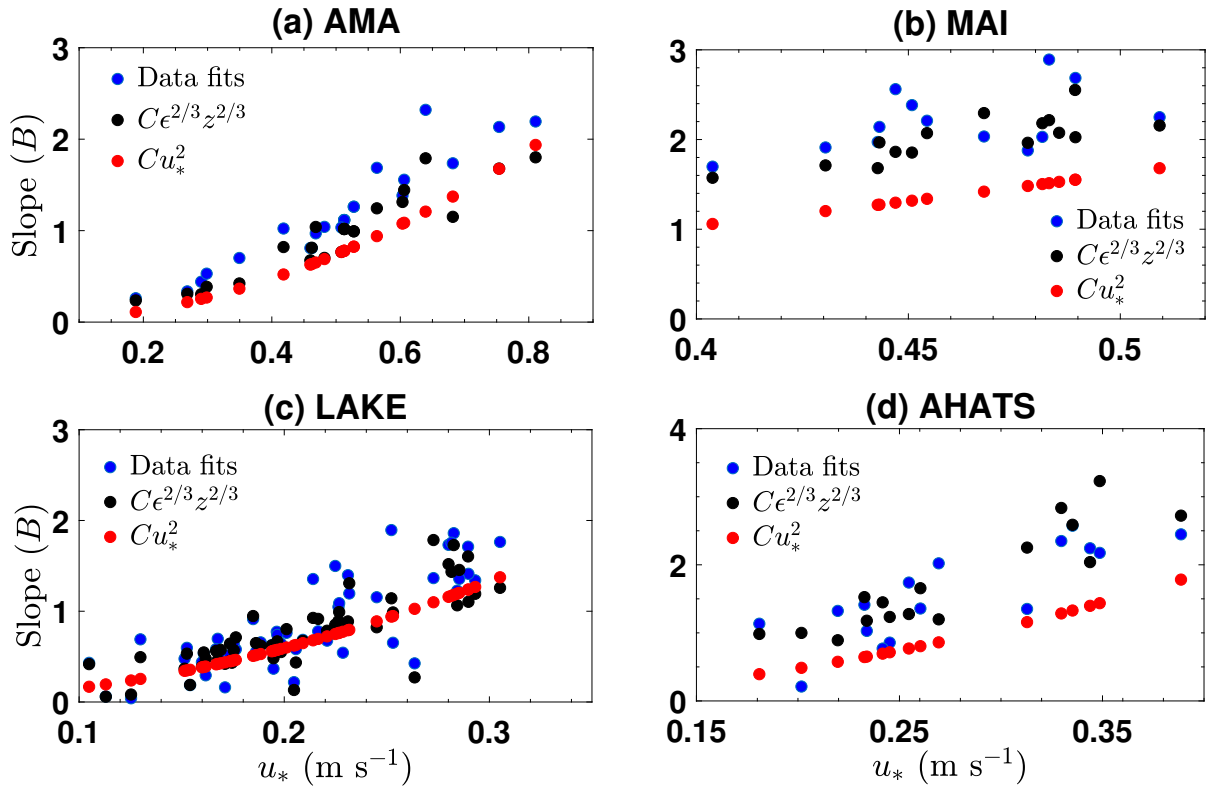 (a) AMA
3
2
1
0
Slope (B)
Data fits
Cϵ^{2/3}z^{2/3}
Cu_*^2
0.2 0.4 0.6 0.8
(b) MAI
3
2
1
0
Data fits
Cϵ^{2/3}z^{2/3}
Cu_*^2
0.4 0.45 0.5
(c) LAKE
3
2
1
0
Slope (B)
Data fits
Cϵ^{2/3}z^{2/3}
Cu_*^2
0.1 0.2 0.3
u_* (m s^{-1})
(d) AHATS
4
2
0
Data fits
Cϵ^{2/3}z^{2/3}
Cu_*^2
0.15 0.25 0.35
u_* (m s^{-1})